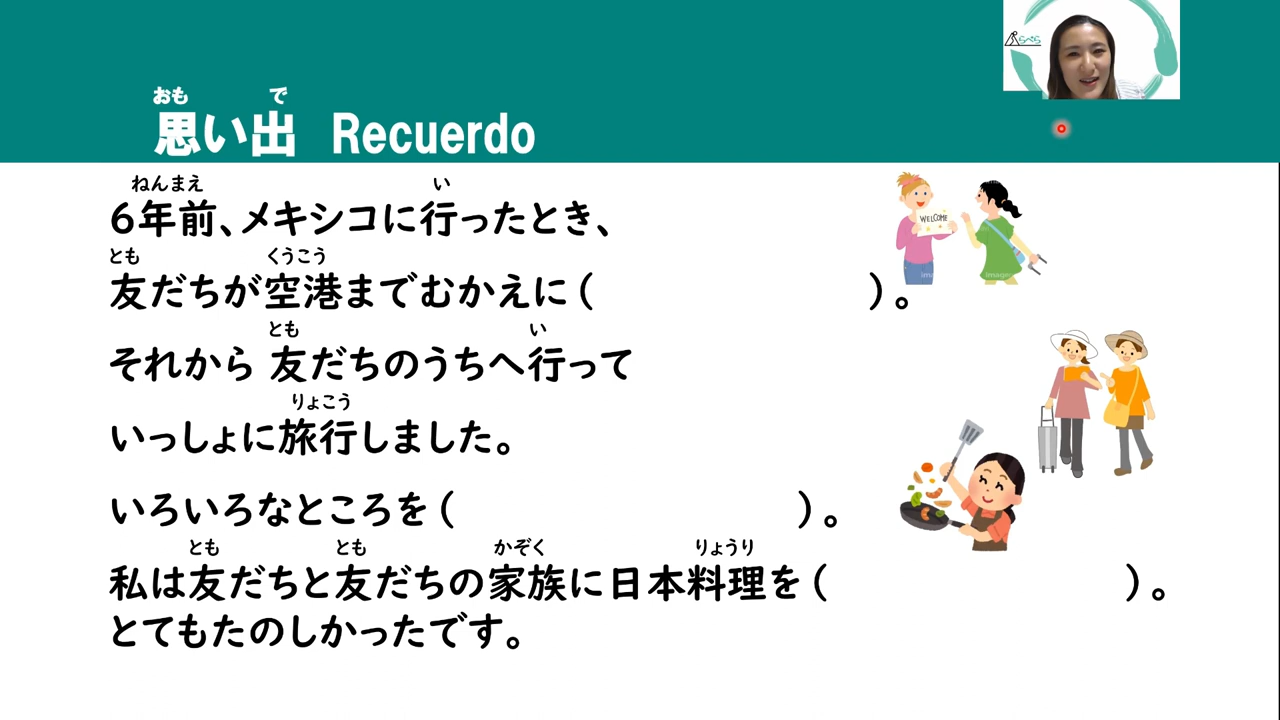 おも で
思い出 Recuerdo
らぺら
ねんまえ い
6年前、メキシコに行ったとき、
とも くうこう
友だちが空港までむかえに( )。
WELCOME
とも い
それから 友だちのうちへ行って
りょこう
いっしょに旅行しました。
いろいろなところを( )。
とも とも かぞく りょうり
私は友だちと友だちの家族に日本料理を( )。
とてもたのしかったです。